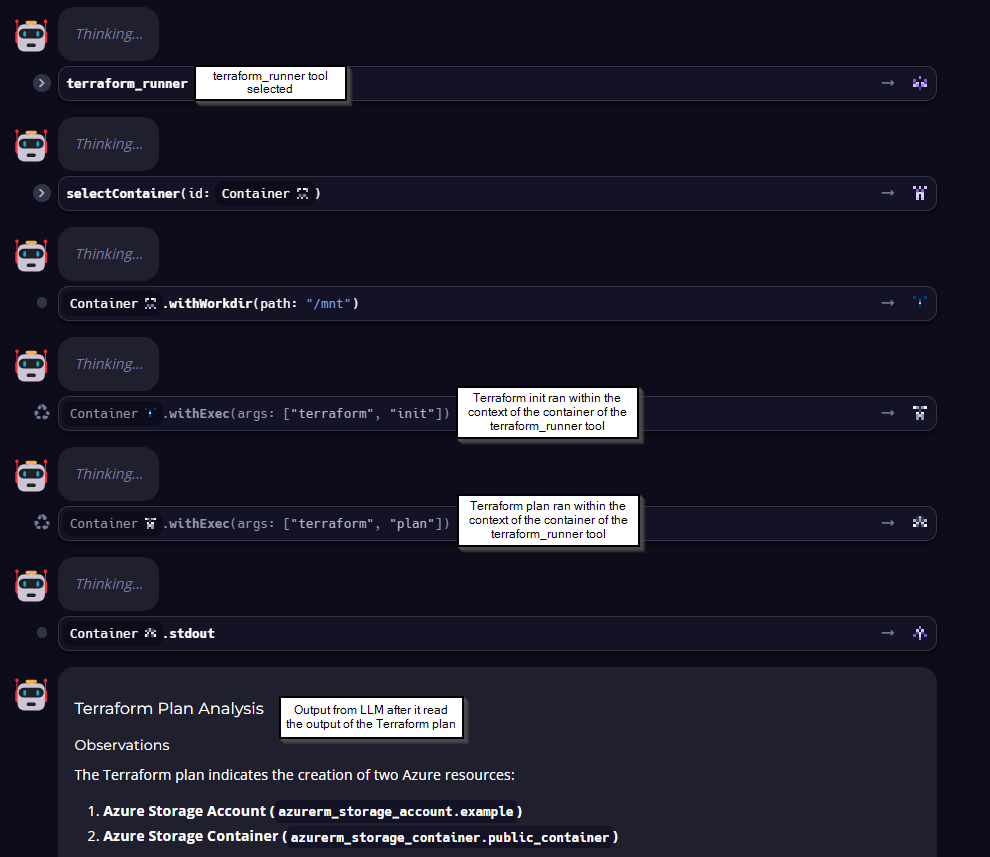 Thinking...
terraform_runner
terraform_runner tool
selected
Thinking...
selectContainer(id: Container )
Thinking...
Container .withWorkdir(path: "/mnt")
Thinking...
Container .withExec(args: ["terraform", "init"])
Terraform init ran within the
context of the container of the
terraform_runner tool
Thinking...
Container .withExec(args: ["terraform", "plan"])
Terraform plan ran within the
context of the container of the
terraform_runner tool
Thinking...
Container .stdout
Terraform Plan Analysis
Output from LLM after it read
the output of the Terraform plan
Observations
The Terraform plan indicates the creation of two Azure resources:
1. Azure Storage Account (azurerm_storage_account.example)
2. Azure Storage Container (azurerm_storage_container.public_container)